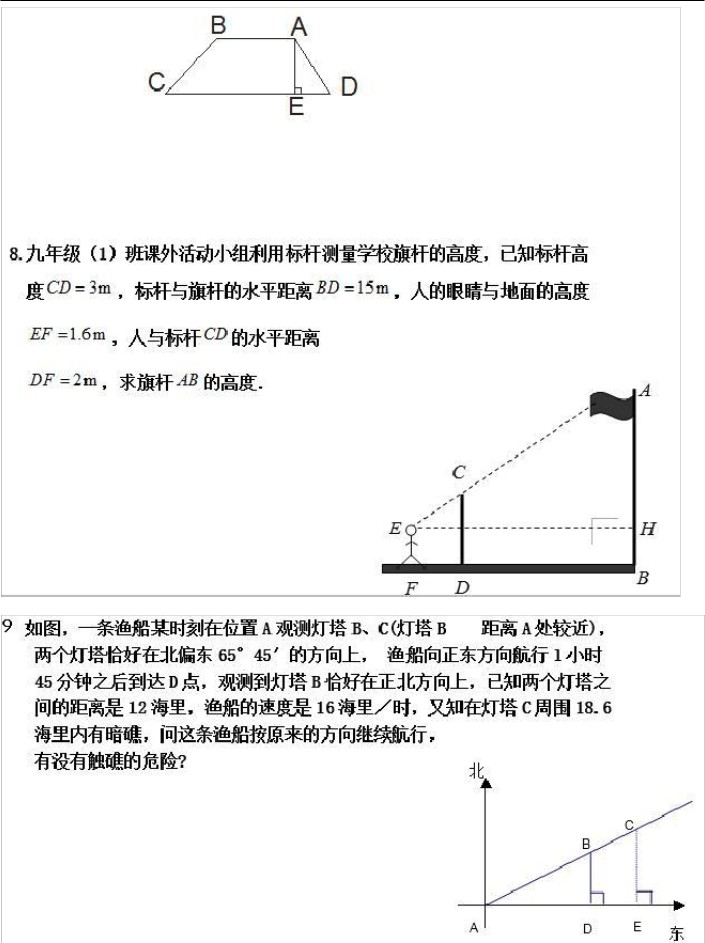 B A
C D
E
8.九年级（1）班课外活动小组利用标杆测量学校旗杆的高度，已知标杆高
度CD = 3m，标杆与旗杆的水平距离BD =15m，人的眼睛与地面的高度
EF =1.6m，人与标杆CD的水平距离
DF = 2m，求旗杆AB的高度．
A
C
E H
B
F D
9 如图，一条渔船某时刻在位置A观测灯塔B、C(灯塔B 距离A处较近)，
两个灯塔恰好在北偏东65°45′的方向上， 渔船向正东方向航行1小时
45分钟之后到达D点，观测到灯塔B恰好在正北方向上，已知两个灯塔之
间的距离是12海里，渔船的速度是16海里／时，又知在灯塔C周围18.6
海里内有暗礁，问这条渔船按原来的方向继续航行，
有没有触礁的危险?
北
C
B
A D E 东